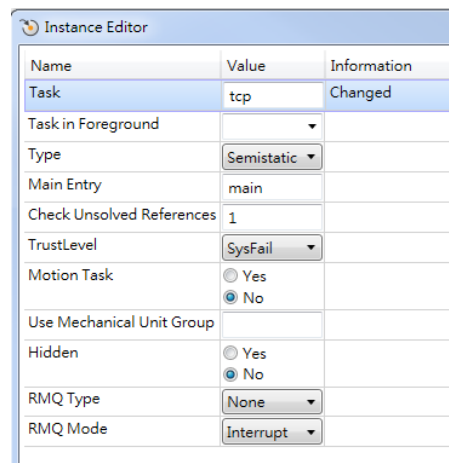 Instance Editor
Name Value Information
Task tcp Changed
Task in Foreground
Type Semistatic
Main Entry main
Check Unsolved References 1
TrustLevel SysFail
Motion Task Yes
No
Use Mechanical Unit Group
Hidden Yes
No
RMQ Type None
RMQ Mode Interrupt